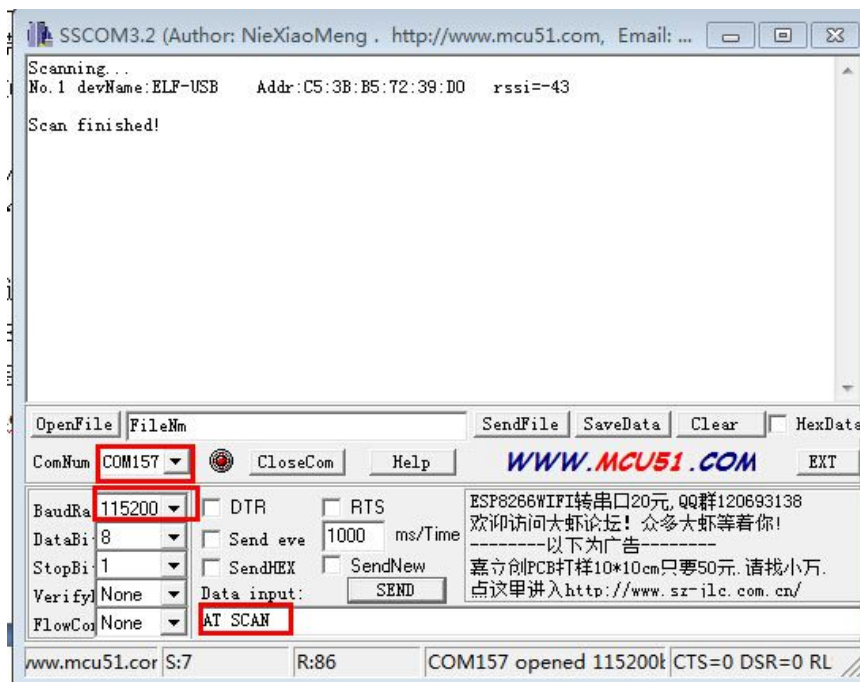 SSCOM3.2 (Author: NieXiaoMeng . http://www.mcu51.com, Email: ...
Scanning...
No.1 devName:ELF-USB Addr:C5:3B:B5:72:39:D0 rssi=-43
Scan finished!
OpenFile FileNm SendFile SaveData Clear HexData
ComNum COM157 CloseCom Help WWW.MCU51.COM EXT
BaudRa 115200 DTR RTS
DataBi 8 Send eve 1000 ms/Time
StopBi 1 SendHEX SendNew
VerifyI None Data input: SEND
FlowCoı None AT SCAN
ESP8266WIFI转串口20元,QQ群120693138
欢迎访问大虾论坛！众多大虾等着你!
--------以下为广告--------
嘉立创PCB打样10*10cm只要50元.请找小万.
点这里进入http://www.sz-jlc.com.cn/
www.mcu51.cor S:7 R:86 COM157 opened 115200b CTS=0 DSR=0 RL